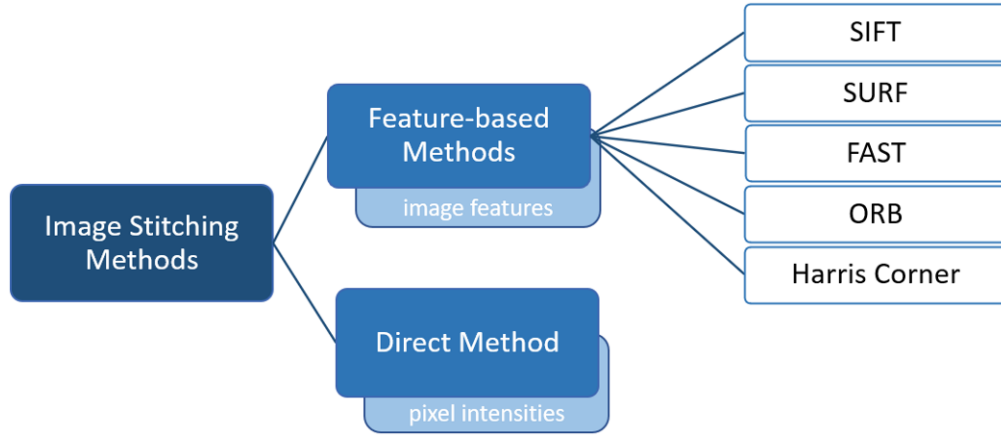 Image Stitching
Methods
Feature-based
Methods
image features
Direct Method
pixel intensities
SIFT
SURF
FAST
ORB
Harris Corner